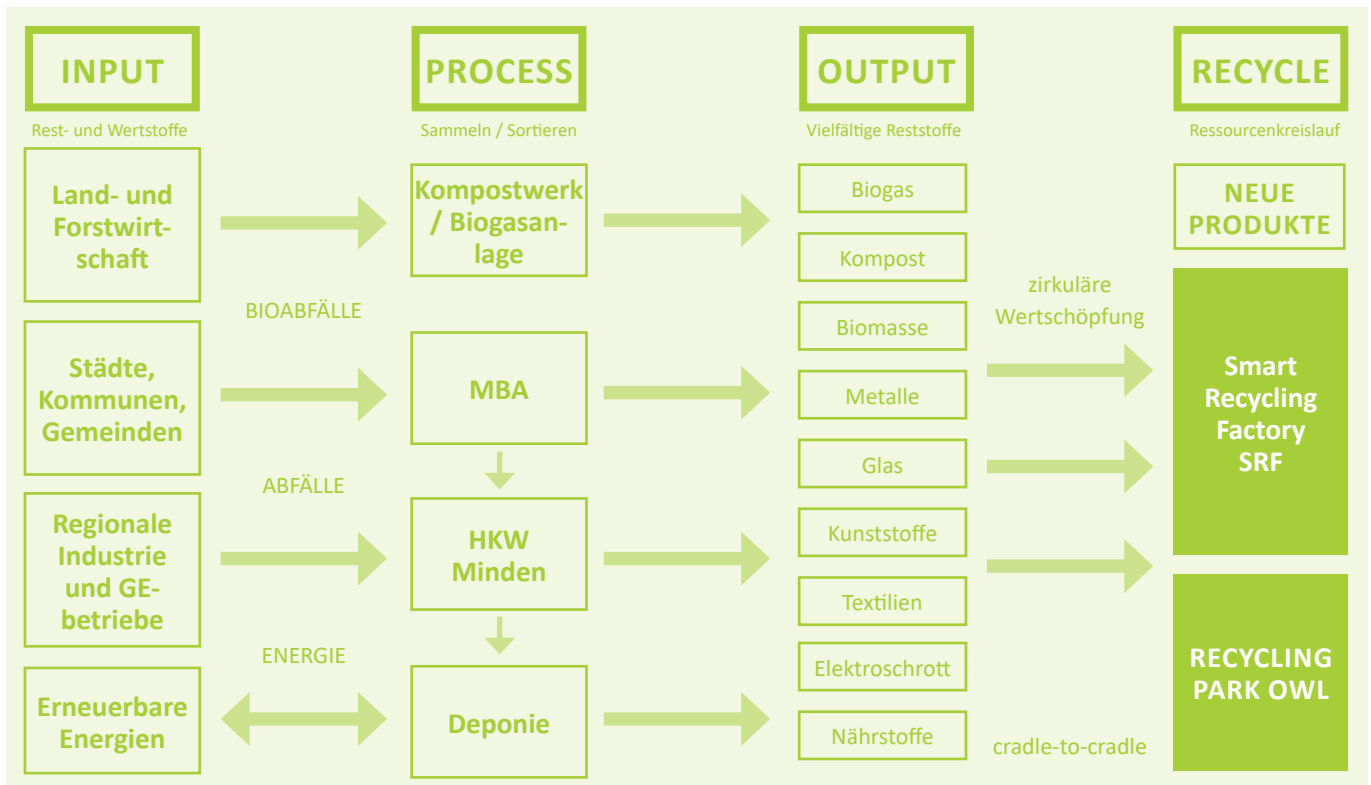 INPUT
Rest- und Wertstoffe
Land- und
Forstwirt-
schaft
Städte,
Kommunen,
Gemeinden
Regionale
Industrie
und GE-
betriebe
Erneuerbare
Energien
BIOABFÄLLE
ABFÄLLE
ENERGIE
PROCESS
Sammeln / Sortieren
Kompostwerk
/ Biogasan-
lage
MBA
HKW
Minden
Deponie
OUTPUT
Vielfältige Reststoffe
Biogas
Kompost
Biomasse
Metalle
Glas
Kunststoffe
Textilien
Elektroschrott
Nährstoffe
zirkuläre
Wertschöpfung
cradle-to-cradle
RECYCLE
Ressourcenkreislauf
NEUE
PRODUKTE
Smart
Recycling
Factory
SRF
RECYCLING
PARK OWL